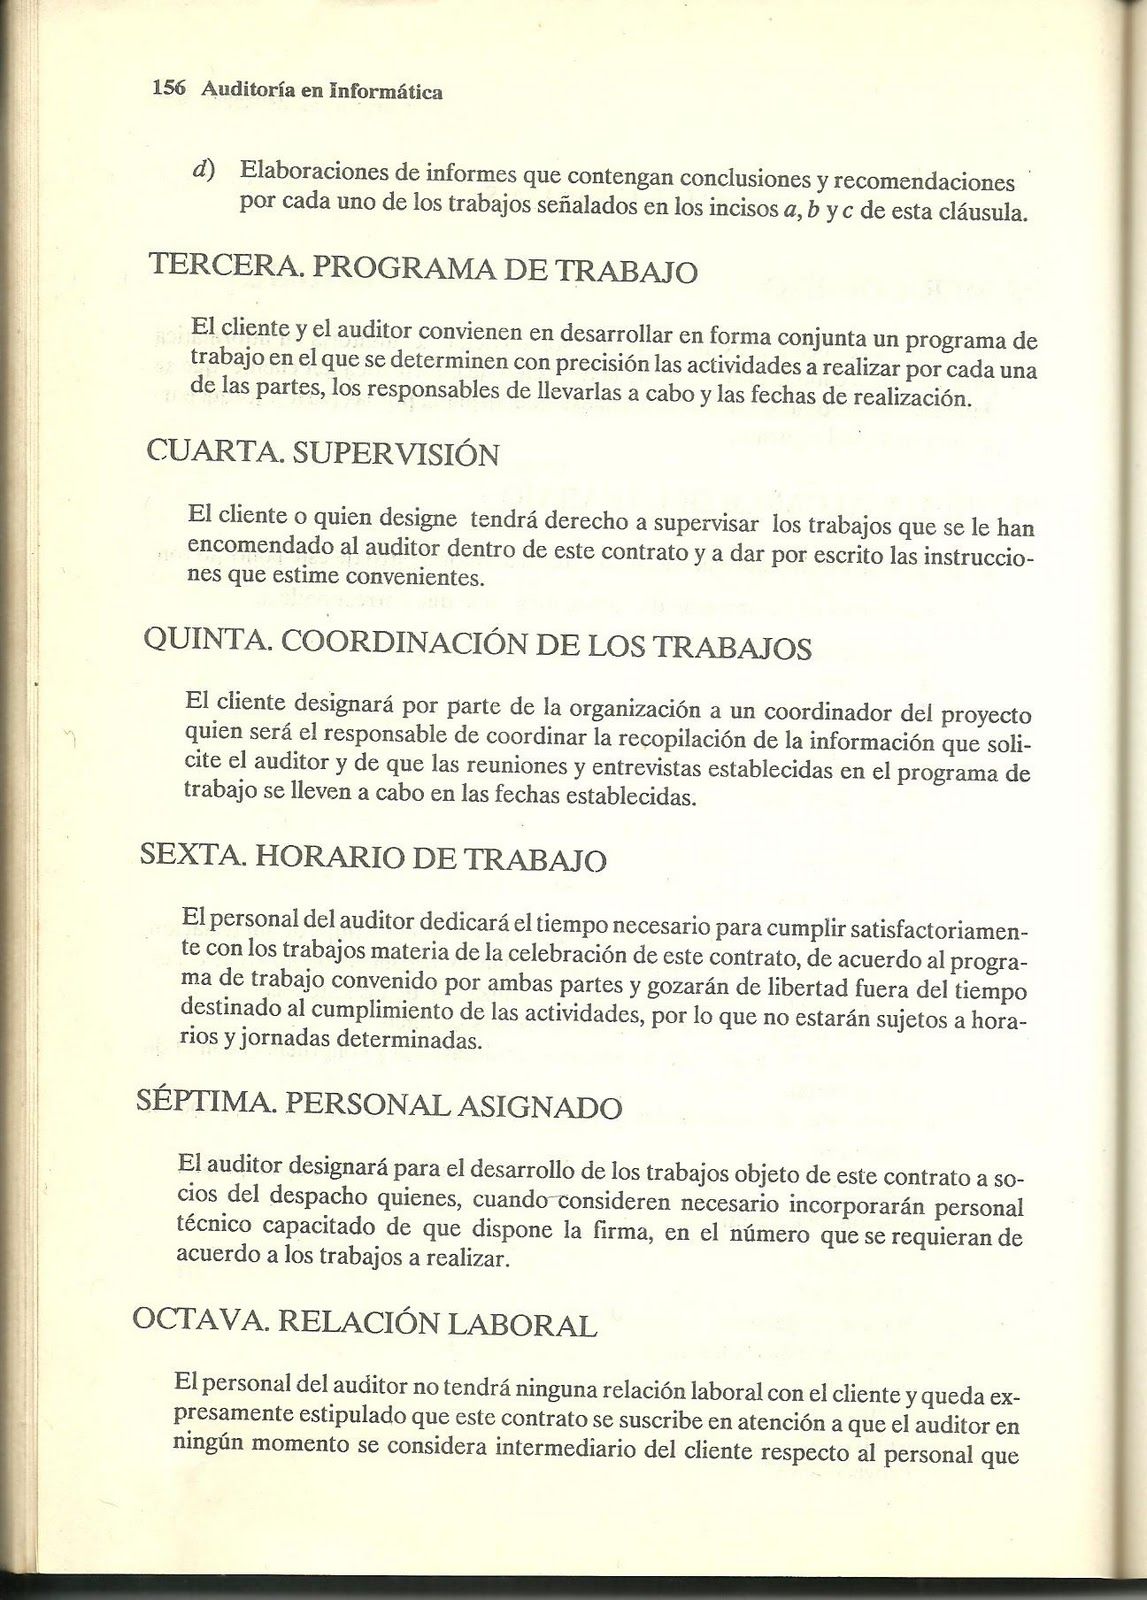 156 Auditoría en Informática
d) Elaboraciones de informes que contengan conclusiones y recomendaciones
por cada uno de los trabajos señalados en los incisos a, b y c de esta cláusula.
TERCERA. PROGRAMA DE TRABAJO
El cliente y el auditor convienen en desarrollar en forma conjunta un programa de
trabajo en el que se determinen con precisión las actividades a realizar por cada una
de las partes, los responsables de llevarlas a cabo y las fechas de realización.
CUARTA. SUPERVISIÓN
El cliente o quien designe tendrá derecho a supervisar los trabajos que se le han
encomendado al auditor dentro de este contrato y a dar por escrito las instruccio-
nes que estime convenientes.
QUINTA. COORDINACIÓN DE LOS TRABAJOS
El cliente designará por parte de la organización a un coordinador del proyecto
quien será el responsable de coordinar la recopilación de la información que soli-
cite el auditor y de que las reuniones y entrevistas establecidas en el programa de
trabajo se lleven a cabo en las fechas establecidas.
SEXTA. HORARIO DE TRABAJO
El personal del auditor dedicará el tiempo necesario para cumplir satisfactoriamen-
te con los trabajos materia de la celebración de este contrato, de acuerdo al progra-
ma de trabajo convenido por ambas partes y gozarán de libertad fuera del tiempo
destinado al cumplimiento de las actividades, por lo que no estarán sujetos a hora-
rios y jornadas determinadas.
SÉPTIMA. PERSONAL ASIGNADO
El auditor designará para el desarrollo de los trabajos objeto de este contrato a so-
cios del despacho quienes, cuando consideren necesario incorporarán personal
técnico capacitado de que dispone la firma, en el número que se requieran de
acuerdo a los trabajos a realizar.
OCTAVA. RELACIÓN LABORAL
El personal del auditor no tendrá ninguna relación laboral con el cliente y queda ex-
presamente estipulado que este contrato se suscribe en atención a que el auditor en
ningún momento se considera intermediario del cliente respecto al personal que